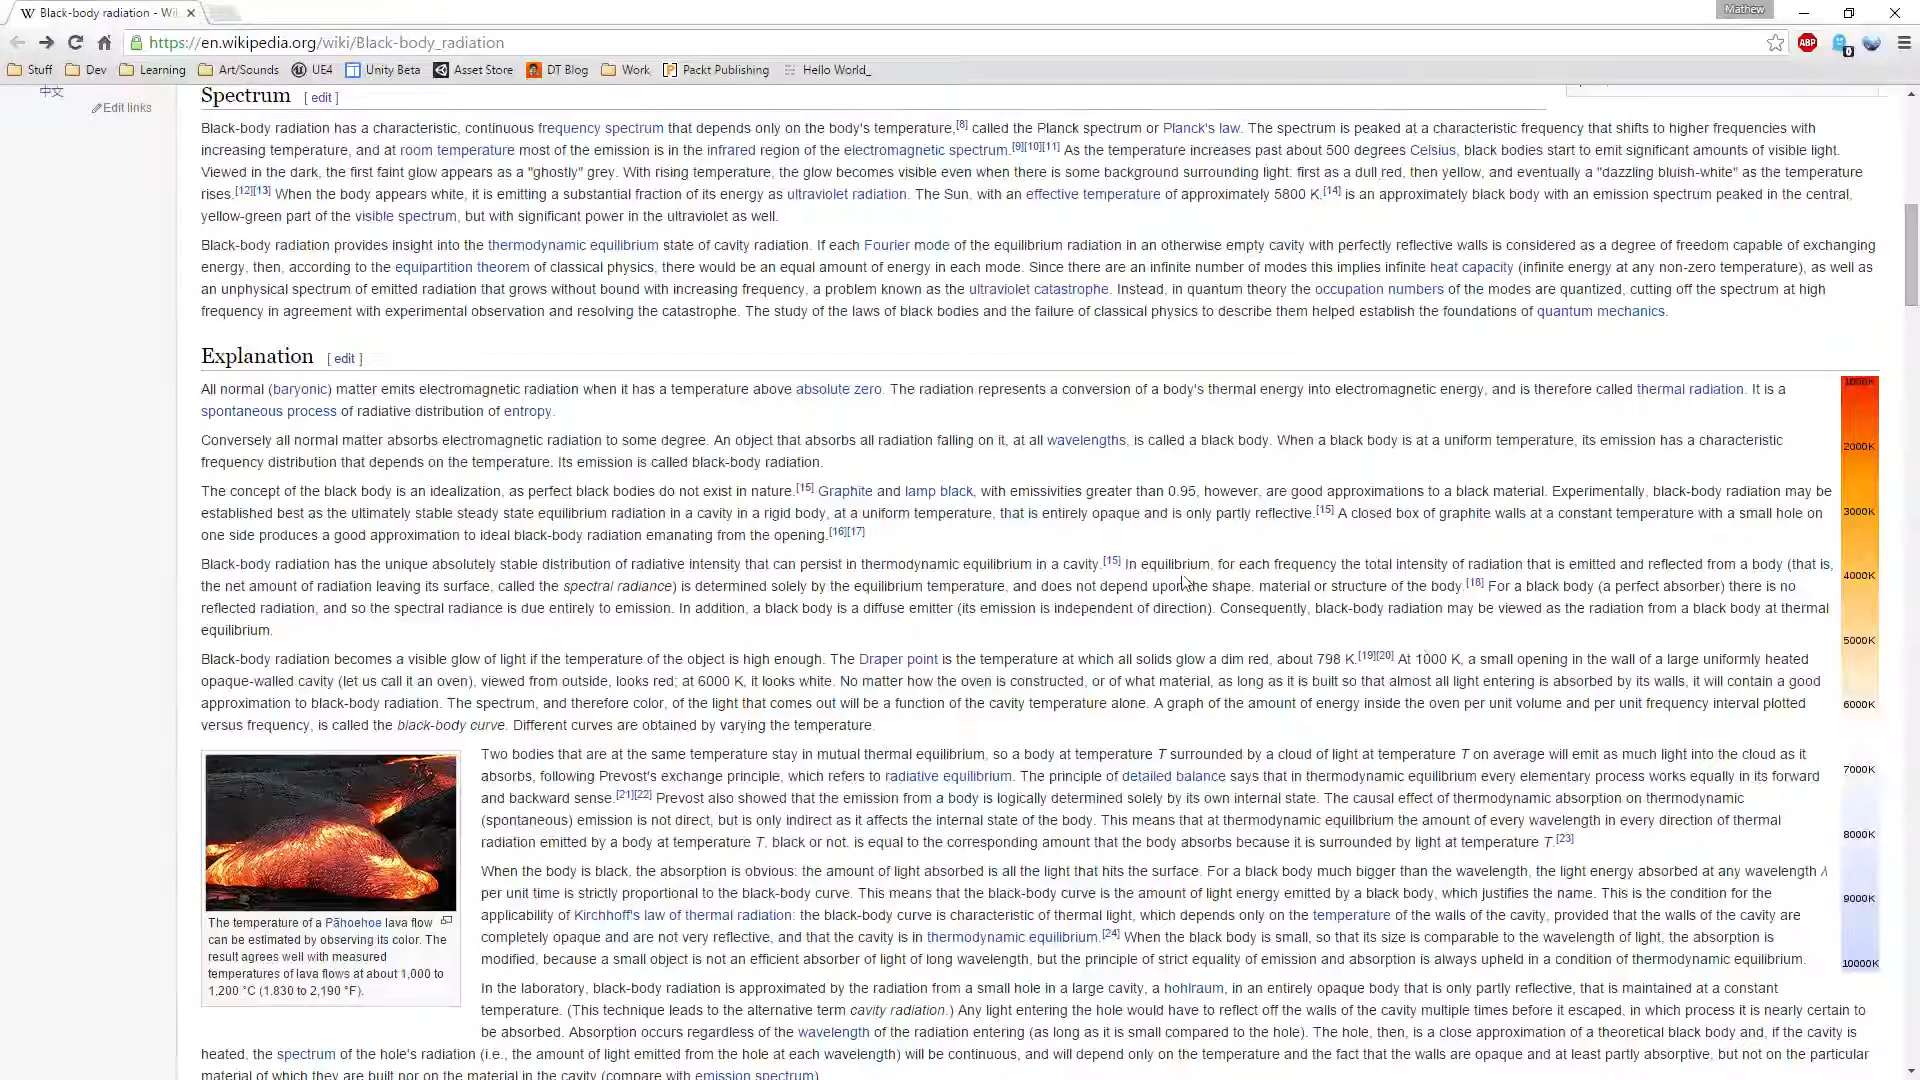 Black-body radiation - Wik
Mathew
https://en.wikipedia.org/wiki/Black-body_radiation
ABP
0
Stuff Dev Learning Art/Sounds UE4 Unity Beta Asset Store DT Blog Work Packt Publishing Hello World_
中文
Edit links
Spectrum [ edit ]
Black-body radiation has a characteristic, continuous frequency spectrum that depends only on the body's temperature,[8] called the Planck spectrum or Planck's law. The spectrum is peaked at a characteristic frequency that shifts to higher frequencies with
increasing temperature, and at room temperature most of the emission is in the infrared region of the electromagnetic spectrum.[9][10][11] As the temperature increases past about 500 degrees Celsius, black bodies start to emit significant amounts of visible light.
Viewed in the dark, the first faint glow appears as a "ghostly" grey. With rising temperature, the glow becomes visible even when there is some background surrounding light: first as a dull red, then yellow, and eventually a "dazzling bluish-white" as the temperature
rises.[12][13] When the body appears white, it is emitting a substantial fraction of its energy as ultraviolet radiation. The Sun, with an effective temperature of approximately 5800 K,[14] is an approximately black body with an emission spectrum peaked in the central,
yellow-green part of the visible spectrum, but with significant power in the ultraviolet as well.
Black-body radiation provides insight into the thermodynamic equilibrium state of cavity radiation. If each Fourier mode of the equilibrium radiation in an otherwise empty cavity with perfectly reflective walls is considered as a degree of freedom capable of exchanging
energy, then, according to the equipartition theorem of classical physics, there would be an equal amount of energy in each mode. Since there are an infinite number of modes this implies infinite heat capacity (infinite energy at any non-zero temperature), as well as
an unphysical spectrum of emitted radiation that grows without bound with increasing frequency, a problem known as the ultraviolet catastrophe. Instead, in quantum theory the occupation numbers of the modes are quantized, cutting off the spectrum at high
frequency in agreement with experimental observation and resolving the catastrophe. The study of the laws of black bodies and the failure of classical physics to describe them helped establish the foundations of quantum mechanics.
Explanation [ edit ]
All normal (baryonic) matter emits electromagnetic radiation when it has a temperature above absolute zero. The radiation represents a conversion of a body's thermal energy into electromagnetic energy, and is therefore called thermal radiation. It is a
spontaneous process of radiative distribution of entropy.
Conversely all normal matter absorbs electromagnetic radiation to some degree. An object that absorbs all radiation falling on it, at all wavelengths, is called a black body. When a black body is at a uniform temperature, its emission has a characteristic
frequency distribution that depends on the temperature. Its emission is called black-body radiation.
The concept of the black body is an idealization, as perfect black bodies do not exist in nature.[15] Graphite and lamp black, with emissivities greater than 0.95, however, are good approximations to a black material. Experimentally, black-body radiation may be
established best as the ultimately stable steady state equilibrium radiation in a cavity in a rigid body, at a uniform temperature, that is entirely opaque and is only partly reflective.[15] A closed box of graphite walls at a constant temperature with a small hole on
one side produces a good approximation to ideal black-body radiation emanating from the opening.[16][17]
Black-body radiation has the unique absolutely stable distribution of radiative intensity that can persist in thermodynamic equilibrium in a cavity.[15] In equilibrium, for each frequency the total intensity of radiation that is emitted and reflected from a body (that is,
the net amount of radiation leaving its surface, called the spectral radiance) is determined solely by the equilibrium temperature, and does not depend upon the shape, material or structure of the body.[18] For a black body (a perfect absorber) there is no
reflected radiation, and so the spectral radiance is due entirely to emission. In addition, a black body is a diffuse emitter (its emission is independent of direction). Consequently, black-body radiation may be viewed as the radiation from a black body at thermal
equilibrium.
Black-body radiation becomes a visible glow of light if the temperature of the object is high enough. The Draper point is the temperature at which all solids glow a dim red, about 798 K.[19][20] At 1000 K, a small opening in the wall of a large uniformly heated
opaque-walled cavity (let us call it an oven), viewed from outside, looks red; at 6000 K, it looks white. No matter how the oven is constructed, or of what material, as long as it is built so that almost all light entering is absorbed by its walls, it will contain a good
approximation to black-body radiation. The spectrum, and therefore color, of the light that comes out will be a function of the cavity temperature alone. A graph of the amount of energy inside the oven per unit volume and per unit frequency interval plotted
versus frequency, is called the black-body curve. Different curves are obtained by varying the temperature.
1000K
2000K
3000K
4000K
5000K
6000K
7000K
8000K
9000K
10000K
The temperature of a Pāhoehoe lava flow
can be estimated by observing its color. The
result agrees well with measured
temperatures of lava flows at about 1,000 to
1,200 °C (1,830 to 2,190 °F).
Two bodies that are at the same temperature stay in mutual thermal equilibrium, so a body at temperature T surrounded by a cloud of light at temperature T on average will emit as much light into the cloud as it
absorbs, following Prevost's exchange principle, which refers to radiative equilibrium. The principle of detailed balance says that in thermodynamic equilibrium every elementary process works equally in its forward
and backward sense.[21][22] Prevost also showed that the emission from a body is logically determined solely by its own internal state. The causal effect of thermodynamic absorption on thermodynamic
(spontaneous) emission is not direct, but is only indirect as it affects the internal state of the body. This means that at thermodynamic equilibrium the amount of every wavelength in every direction of thermal
radiation emitted by a body at temperature T, black or not, is equal to the corresponding amount that the body absorbs because it is surrounded by light at temperature T.[23]
When the body is black, the absorption is obvious: the amount of light absorbed is all the light that hits the surface. For a black body much bigger than the wavelength, the light energy absorbed at any wavelength λ
per unit time is strictly proportional to the black-body curve. This means that the black-body curve is the amount of light energy emitted by a black body, which justifies the name. This is the condition for the
applicability of Kirchhoff's law of thermal radiation: the black-body curve is characteristic of thermal light, which depends only on the temperature of the walls of the cavity, provided that the walls of the cavity are
completely opaque and are not very reflective, and that the cavity is in thermodynamic equilibrium.[24] When the black body is small, so that its size is comparable to the wavelength of light, the absorption is
modified, because a small object is not an efficient absorber of light of long wavelength, but the principle of strict equality of emission and absorption is always upheld in a condition of thermodynamic equilibrium.
In the laboratory, black-body radiation is approximated by the radiation from a small hole in a large cavity, a hohlraum, in an entirely opaque body that is only partly reflective, that is maintained at a constant
temperature. (This technique leads to the alternative term cavity radiation.) Any light entering the hole would have to reflect off the walls of the cavity multiple times before it escaped, in which process it is nearly certain to
be absorbed. Absorption occurs regardless of the wavelength of the radiation entering (as long as it is small compared to the hole). The hole, then, is a close approximation of a theoretical black body and, if the cavity is
heated, the spectrum of the hole's radiation (i.e., the amount of light emitted from the hole at each wavelength) will be continuous, and will depend only on the temperature and the fact that the walls are opaque and at least partly absorptive, but not on the particular
material of which they are built nor on the material in the cavity (compare with emission spectrum)